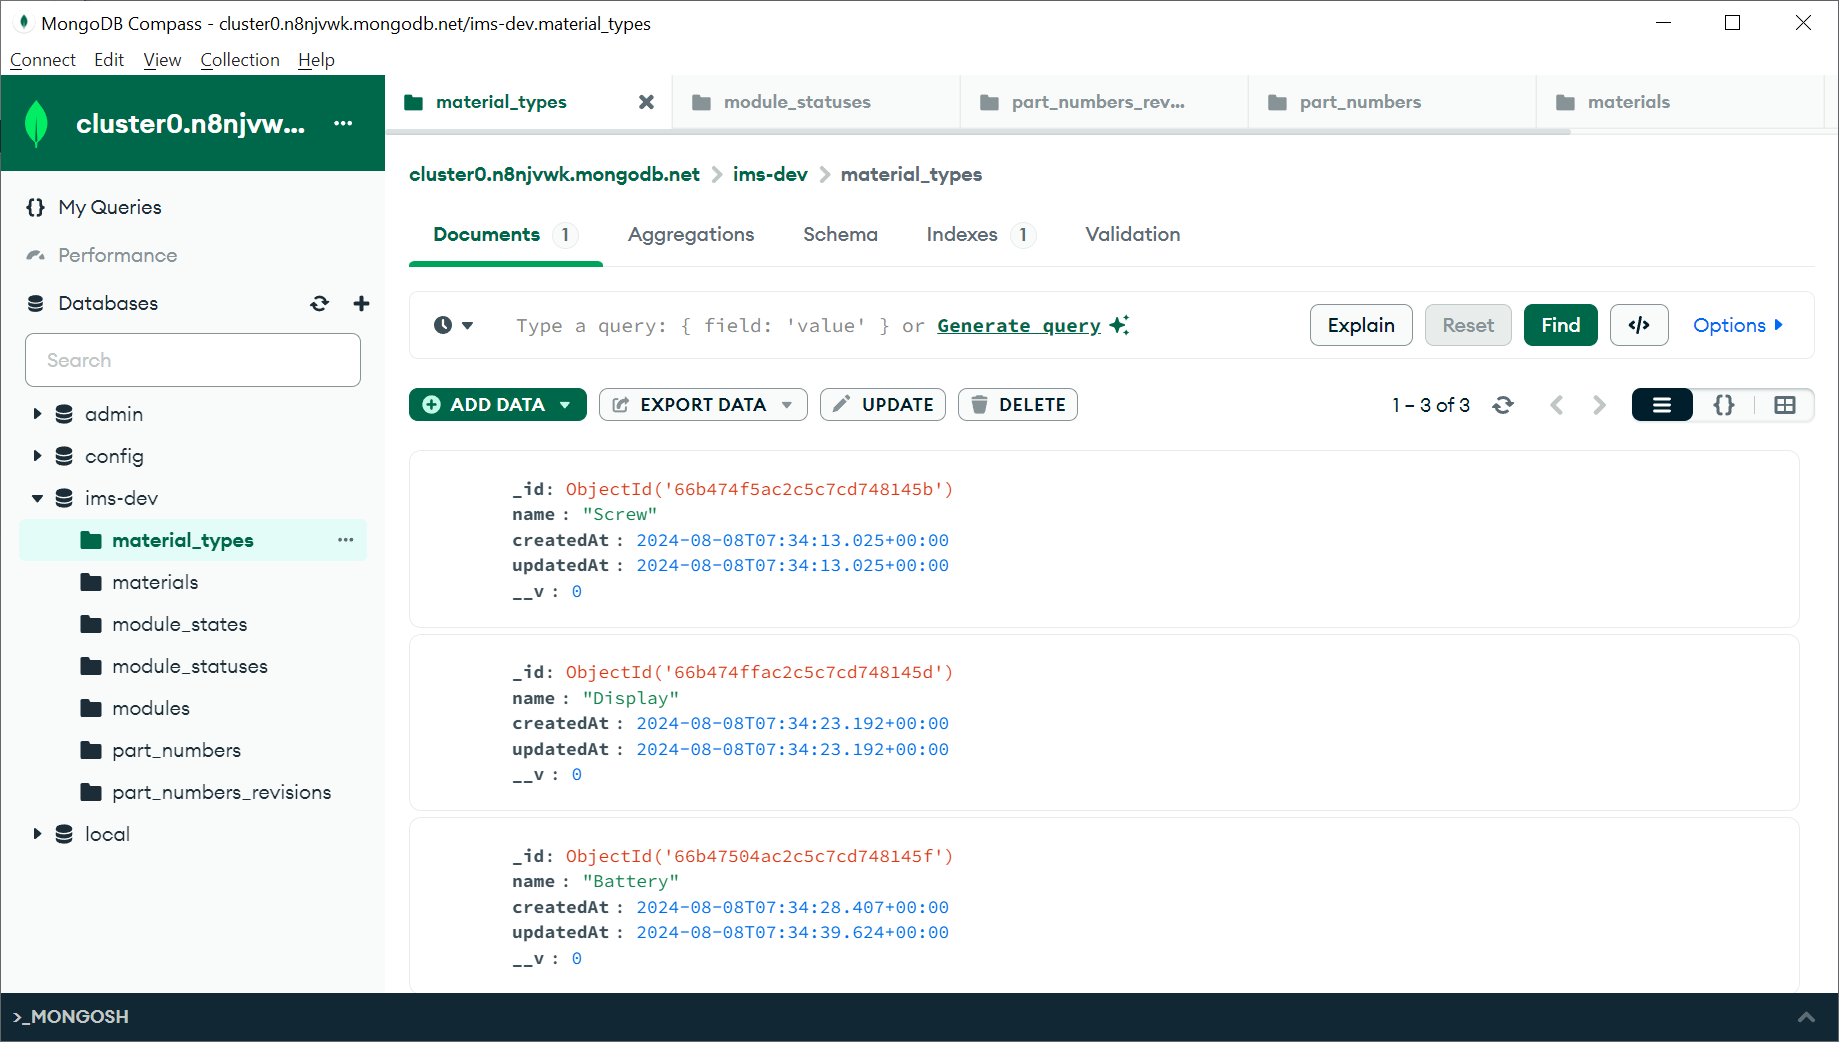 MongoDB Compass - cluster0.n8njvwk.mongodb.net/ims-dev.material_types
Connect Edit View Collection Help
cluster0.n8njvw... ···
material_types module_statuses part_numbers_rev... part_numbers materials
cluster0.n8njvwk.mongodb.net > ims-dev > material_types
My Queries
Performance
Databases
Search
admin
config
ims-dev
material_types ···
materials
module_states
module_statuses
modules
part_numbers
part_numbers_revisions
local
Documents 1 Aggregations Schema Indexes 1 Validation
Type a query: { field: 'value' } or Generate query Explain Reset Find </> Options
ADD DATA EXPORT DATA UPDATE DELETE 1 – 3 of 3 {}
_id: ObjectId('66b474f5ac2c5c7cd748145b')
name : "Screw"
createdAt : 2024-08-08T07:34:13.025+00:00
updatedAt : 2024-08-08T07:34:13.025+00:00
__v : 0
_id: ObjectId('66b474ffac2c5c7cd748145d')
name : "Display"
createdAt : 2024-08-08T07:34:23.192+00:00
updatedAt : 2024-08-08T07:34:23.192+00:00
__v : 0
_id: ObjectId('66b47504ac2c5c7cd748145f')
name : "Battery"
createdAt : 2024-08-08T07:34:28.407+00:00
updatedAt : 2024-08-08T07:34:39.624+00:00
__v : 0
>_MONGOSH